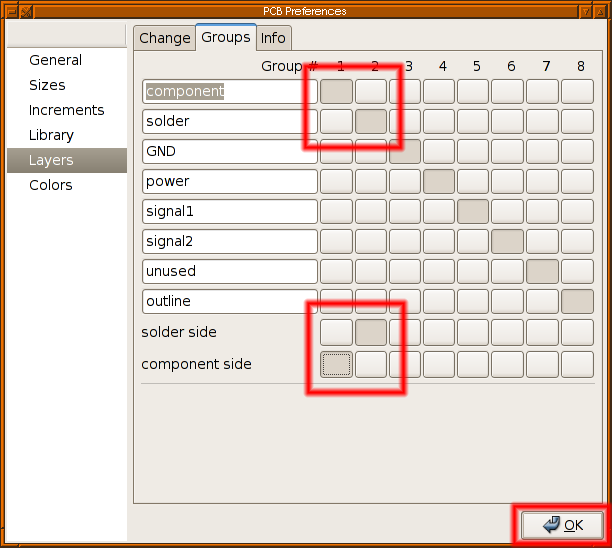 PCB Preferences
Change Groups Info
General
Sizes
Increments
Library
Layers
Colors
Group # 1 2 3 4 5 6 7 8
component
solder
GND
power
signal1
signal2
unused
outline
solder side
component side
OK